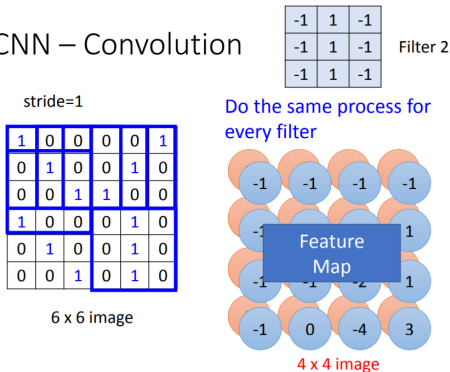 CNN – Convolution
-1 1 -1
-1 1 -1
-1 1 -1
Filter 2
stride=1
Do the same process for
every filter
1 0 0 0 0 1
0 1 0 0 1 0
0 0 1 1 0 0
1 0 0 0 1 0
0 1 0 0 1 0
0 0 1 0 1 0
6 x 6 image
-1 -1 -1 -1
-1 1
Feature
Map
-1 -1 -2 1
-1 0 -4 3
4 x 4 image